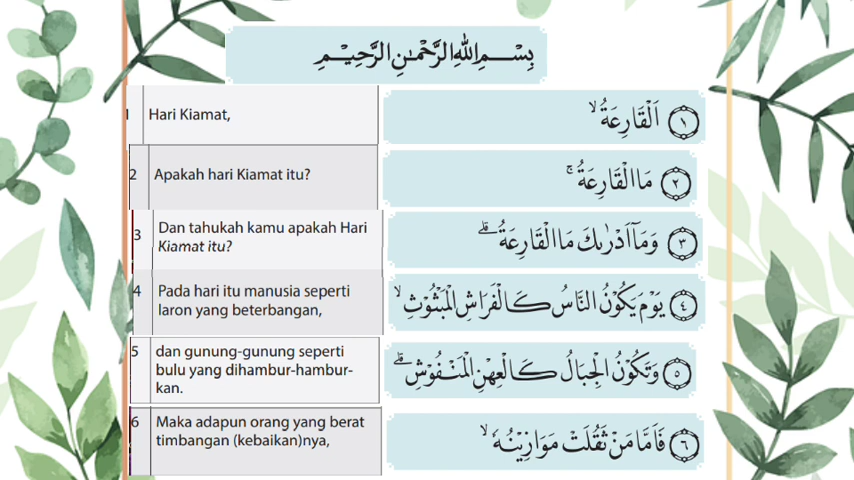 بِسْمِ اللّٰهِ الرَّحْمٰنِ الرَّحِيْمِ
1 Hari Kiamat,
اَلْقَارِعَةُۙ ۝١
2 Apakah hari Kiamat itu?
مَا الْقَارِعَةُۚ ۝٢
3 Dan tahukah kamu apakah Hari
Kiamat itu?
وَمَآ اَدْرٰىكَ مَا الْقَارِعَةُۗ ۝٣
4 Pada hari itu manusia seperti
laron yang beterbangan,
يَوْمَ يَكُوْنُ النَّاسُ كَالْفَرَاشِ الْمَبْثُوْثِۙ ۝٤
5 dan gunung-gunung seperti
bulu yang dihambur-hambur-
kan.
وَتَكُوْنُ الْجِبَالُ كَالْعِهْنِ الْمَنْفُوْشِۗ ۝٥
6 Maka adapun orang yang berat
timbangan (kebaikan)nya,
فَاَمَّا مَنْ ثَقُلَتْ مَوَازِيْنُهٗۙ ۝٦